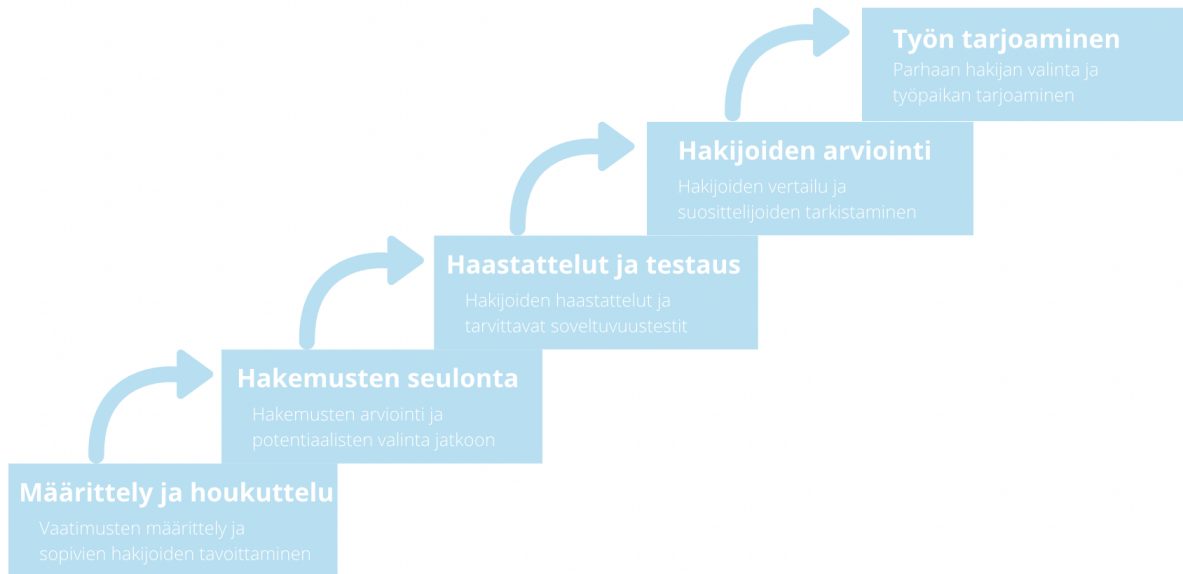 Työn tarjoaminen
Parhaan hakijan valinta ja
työpaikan tarjoaminen
Hakijoiden arviointi
Hakijoiden vertailu ja
suosittelijoiden tarkistaminen
Haastattelut ja testaus
Hakijoiden haastattelut ja
tarvittavat soveltuvuustestit
Hakemusten seulonta
Hakemusten arviointi ja
potentiaalisten valinta jatkoon
Määrittely ja houkuttelu
Vaatimusten määrittely ja
sopivien hakijoiden tavoittaminen